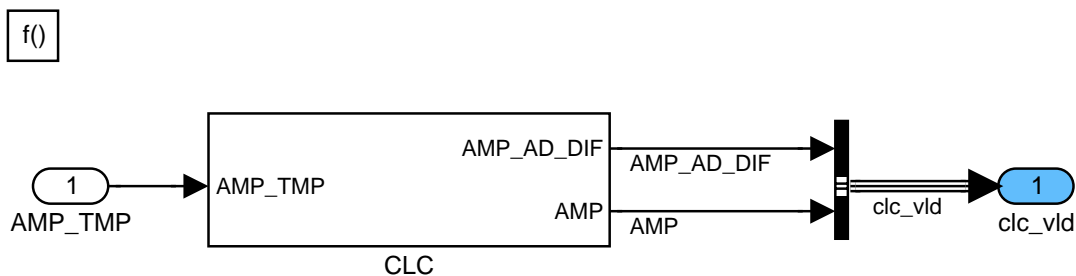 f()
AMP_AD_DIF
AMP_AD_DIF
1
AMP_TMP
1
AMP
clc_vld
AMP_TMP
AMP
clc_vld
CLC